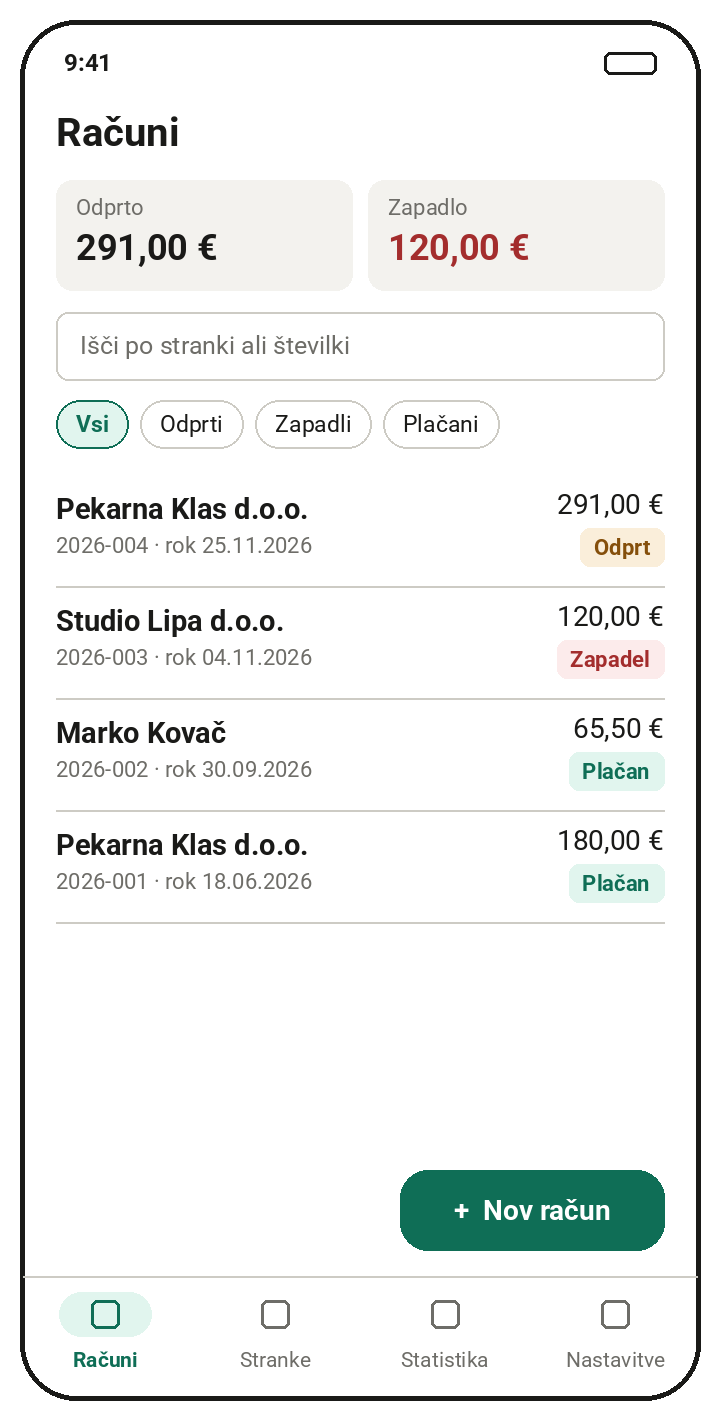 9:41
Računi
Odprto
291,00 €
Zapadlo
120,00 €
Išči po stranki ali številki
Vsi
Odprti
Zapadli
Plačani
Pekarna Klas d.o.o.
291,00 €
2026-004 · rok 25.11.2026
Odprt
Studio Lipa d.o.o.
120,00 €
2026-003 · rok 04.11.2026
Zapadel
Marko Kovač
65,50 €
2026-002 · rok 30.09.2026
Plačan
Pekarna Klas d.o.o.
180,00 €
2026-001 · rok 18.06.2026
Plačan
+ Nov račun
Računi
Stranke
Statistika
Nastavitve